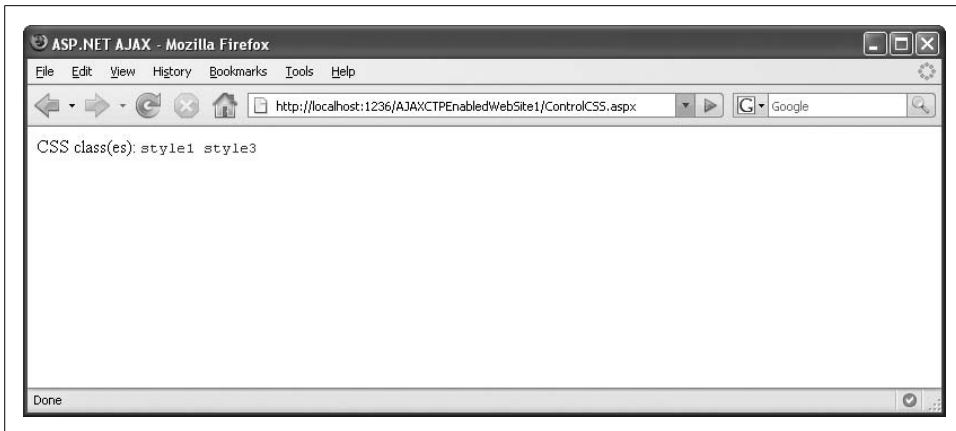 ASP.NET AJAX - Mozilla Firefox
File Edit View History Bookmarks Tools Help
http://localhost:1236/AJAXCTPEnabledWebSite1/ControlCSS.aspx G Google
CSS class(es): style1 style3
Done